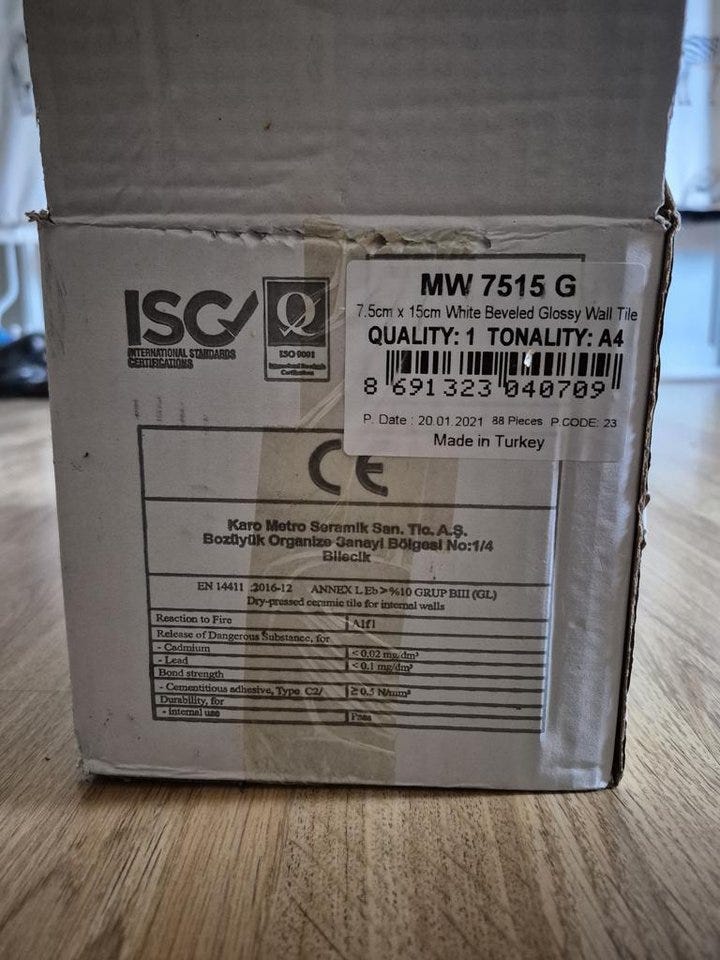 MW 7515 G
7.5cm x 15cm White Beveled Glossy Wall Tile
QUALITY: 1 TONALITY: A4
8 691323 040709
P. Date : 20.01.2021 88 Pieces P.CODE: 23
Made in Turkey
ISC
INTERNATIONAL STANDARDS
CERTIFICATIONS
Q
ISO 9001
International Standards
Certifications
CE
Karo Metro Seramik San. Tic. A.Ş.
Bozüyük Organize Sanayi Bölgesi No:1/4
Bilecik
EN 14411 :2016-12 ANNEX L Eb>%10 GRUP BIII (GL)
Dry-pressed ceramic tile for internal walls
Reaction to Fire A1f1
Release of Dangerous Substance, for
- Cadmium < 0.02 mg/dm²
- Lead < 0.1 mg/dm²
Bond strength
- Cementitious adhesive, Type C2/ ≥ 0.5 N/mm²
Durability, for
- internal use Pass